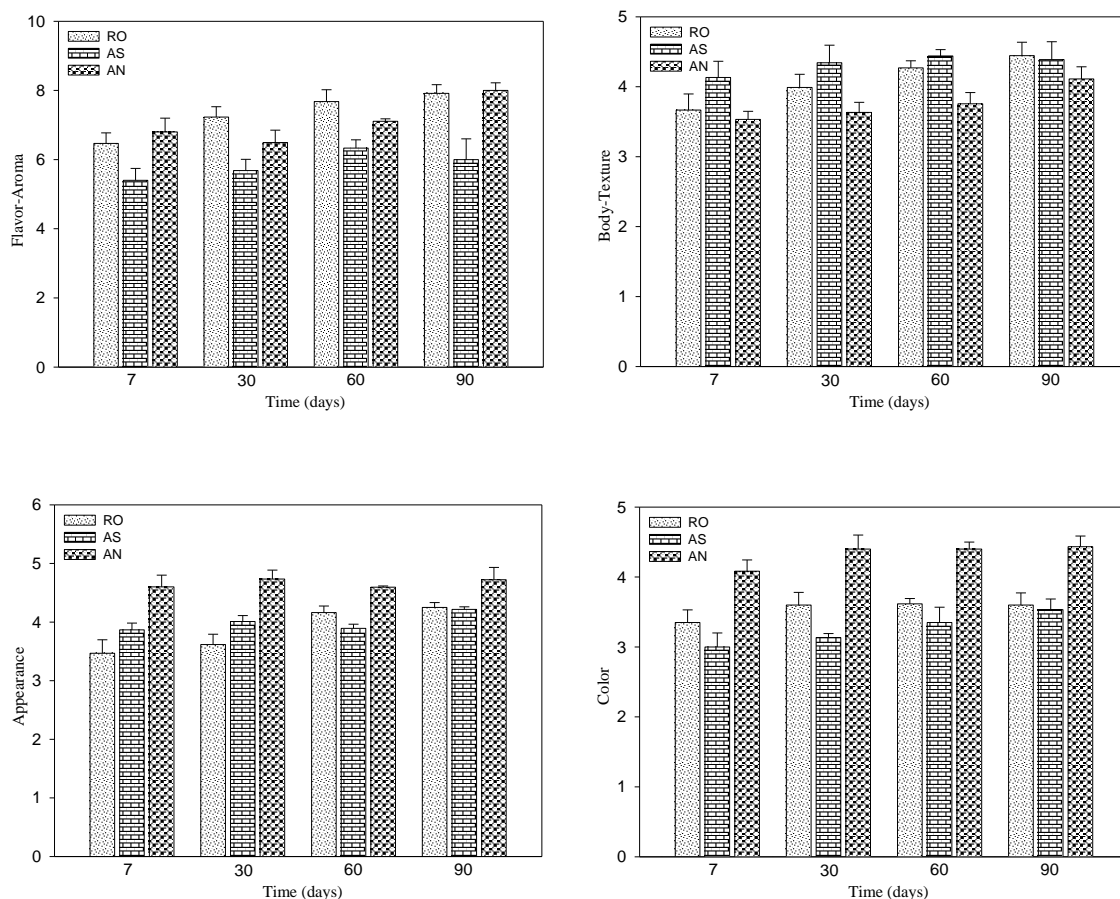 10
8
6
4
2
0
Flavor-Aroma
RO
AS
AN
7 30 60 90
Time (days)
5
4
3
2
1
0
Body-Texture
RO
AS
AN
7 30 60 90
Time (days)
6
5
4
3
2
1
0
Appearance
RO
AS
AN
7 30 60 90
Time (days)
5
4
3
2
1
0
Color
RO
AS
AN
7 30 60 90
Time (days)